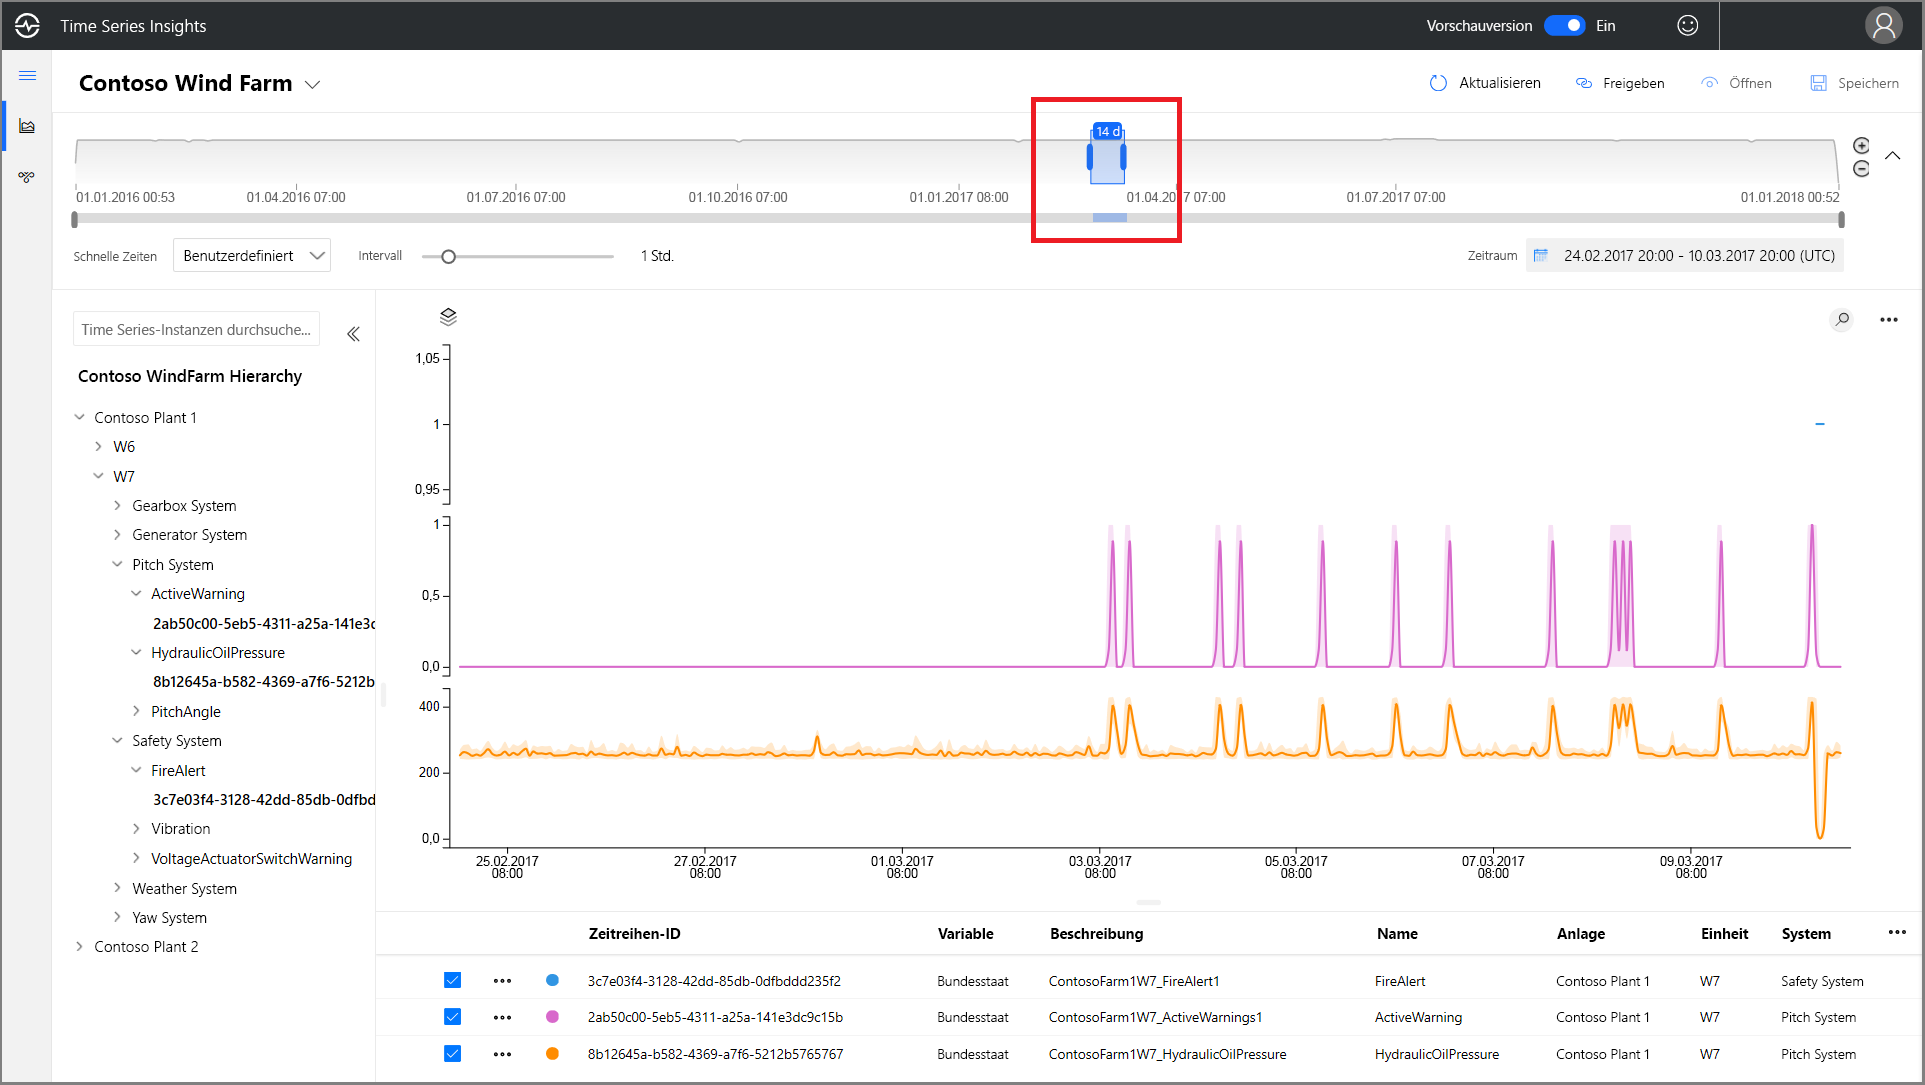 Time Series Insights
Vorschauversion Ein
Contoso Wind Farm
Aktualisieren Freigeben Öffnen Speichern
14 d
01.01.2016 00:53 01.04.2016 07:00 01.07.2016 07:00 01.10.2016 07:00 01.01.2017 08:00 01.04.2017 07:00 01.07.2017 07:00 01.01.2018 00:52
Schnelle Zeiten Benutzerdefiniert Intervall 1 Std. Zeitraum 24.02.2017 20:00 - 10.03.2017 20:00 (UTC)
Time Series-Instanzen durchsuche...
Contoso WindFarm Hierarchy
Contoso Plant 1
W6
W7
Gearbox System
Generator System
Pitch System
ActiveWarning
2ab50c00-5eb5-4311-a25a-141e3c
HydraulicOilPressure
8b12645a-b582-4369-a7f6-5212b
PitchAngle
Safety System
FireAlert
3c7e03f4-3128-42dd-85db-0dfbd
Vibration
VoltageActuatorSwitchWarning
Weather System
Yaw System
Contoso Plant 2
1,05
1
0,95
1
0,5
0,0
400
200
0,0
25.02.2017 27.02.2017 01.03.2017 03.03.2017 05.03.2017 07.03.2017 09.03.2017
08:00 08:00 08:00 08:00 08:00 08:00 08:00
Zeitreihen-ID Variable Beschreibung Name Anlage Einheit System
3c7e03f4-3128-42dd-85db-0dfbddd235f2 Bundesstaat ContosoFarm1W7_FireAlert1 FireAlert Contoso Plant 1 W7 Safety System
2ab50c00-5eb5-4311-a25a-141e3dc9c15b Bundesstaat ContosoFarm1W7_ActiveWarnings1 ActiveWarning Contoso Plant 1 W7 Pitch System
8b12645a-b582-4369-a7f6-5212b5765767 Bundesstaat ContosoFarm1W7_HydraulicOilPressure HydraulicOilPressure Contoso Plant 1 W7 Pitch System